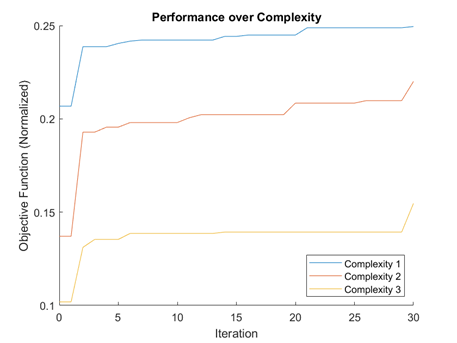 Performance over Complexity
0.25
0.2
0.15
0.1
Objective Function (Normalized)
0 5 10 15 20 25 30
Iteration
Complexity 1
Complexity 2
Complexity 3